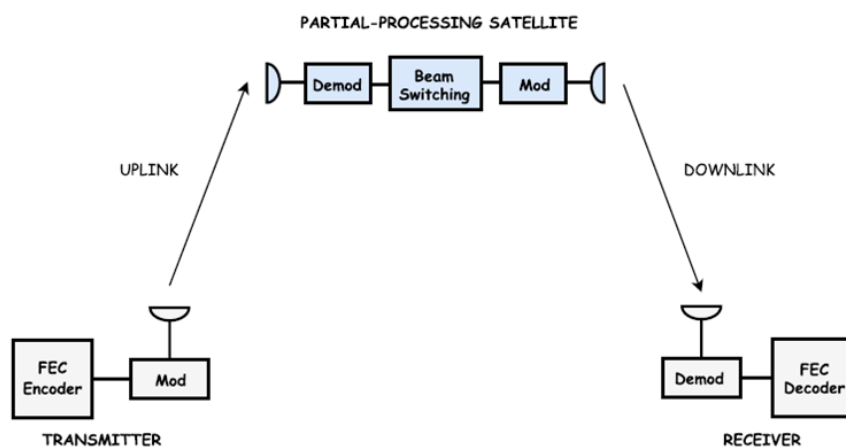 PARTIAL-PROCESSING SATELLITE
Demod
Beam
Switching
Mod
UPLINK
DOWNLINK
FEC
Encoder
Mod
Demod
FEC
Decoder
TRANSMITTER
RECEIVER